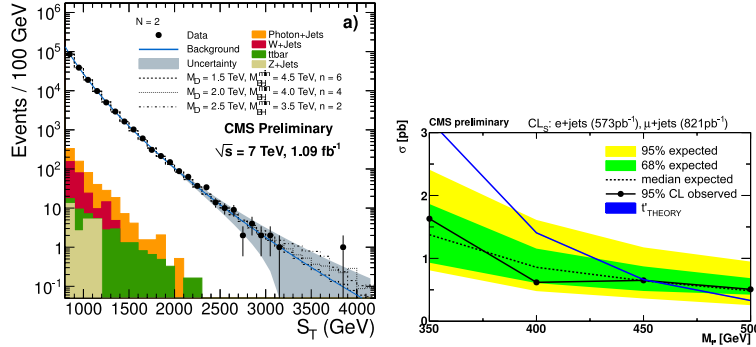 a)
N = 2
Data
Background
Uncertainty
Photon+Jets
W+Jets
ttbar
Z+Jets
M_D = 1.5 TeV, M_BH^min = 4.5 TeV, n = 6
M_D = 2.0 TeV, M_BH^min = 4.0 TeV, n = 4
M_D = 2.5 TeV, M_BH^min = 3.5 TeV, n = 2
CMS Preliminary
√s = 7 TeV, 1.09 fb⁻¹
Events / 100 GeV
10⁶
10⁵
10⁴
10³
10²
10
1
10⁻¹
1000 1500 2000 2500 3000 3500 4000
S_T (GeV)
CMS preliminary CL_S: e+jets (573pb⁻¹), μ+jets (821pb⁻¹)
σ [pb]
3
2
1
0
95% expected
68% expected
median expected
95% CL observed
t'_THEORY
350 400 450 500
M_t' [GeV]